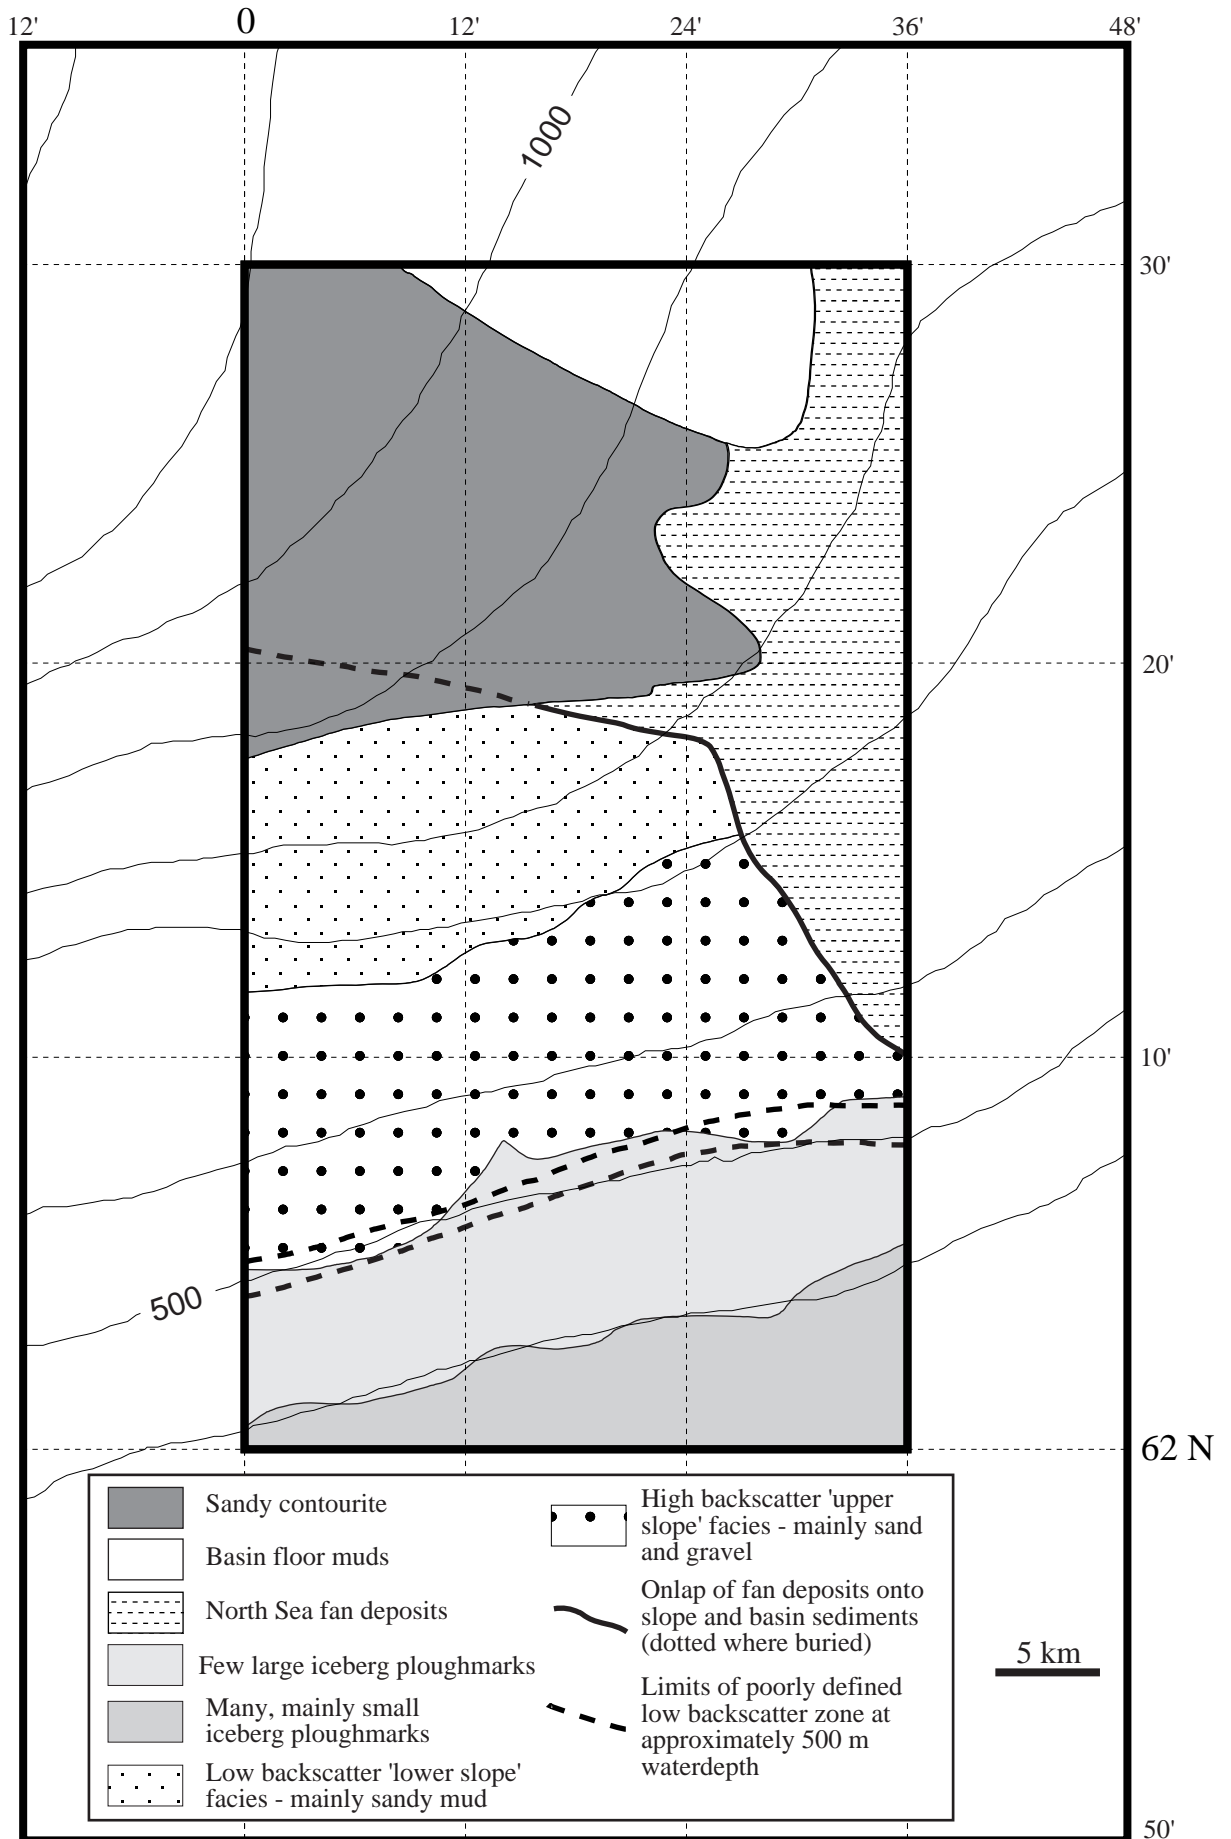 12'
0
12'
24'
36'
48'
1000
30'
20'
10'
500
62 N
Sandy contourite
Basin floor muds
North Sea fan deposits
Few large iceberg ploughmarks
Many, mainly small
iceberg ploughmarks
Low backscatter 'lower slope'
facies - mainly sandy mud
High backscatter 'upper
slope' facies - mainly sand
and gravel
Onlap of fan deposits onto
slope and basin sediments
(dotted where buried)
Limits of poorly defined
low backscatter zone at
approximately 500 m
waterdepth
5 km
50'